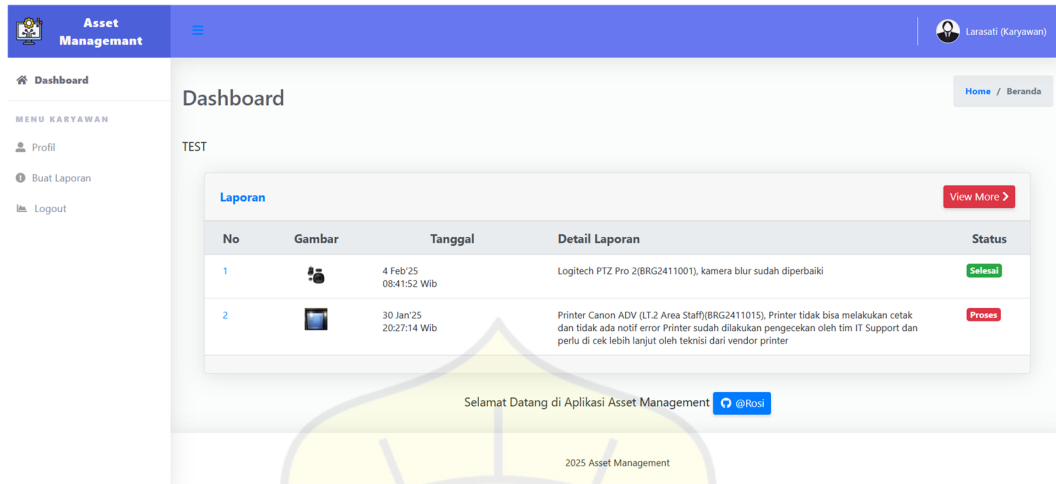 Asset
Managemant
Larasati (Karyawan)
Dashboard
MENU KARYAWAN
Profil
Buat Laporan
Logout
Dashboard
Home / Beranda
TEST
Laporan
View More
No Gambar Tanggal Detail Laporan Status
1 4 Feb'25 Logitech PTZ Pro 2(BRG2411001), kamera blur sudah diperbaiki Selesai
08:41:52 Wib
2 30 Jan'25 Printer Canon ADV (LT.2 Area Staff)(BRG2411015), Printer tidak bisa melakukan cetak Proses
20:27:14 Wib dan tidak ada notif error Printer sudah dilakukan pengecekan oleh tim IT Support dan
perlu di cek lebih lanjut oleh teknisi dari vendor printer
Selamat Datang di Aplikasi Asset Management @Rosi
2025 Asset Management